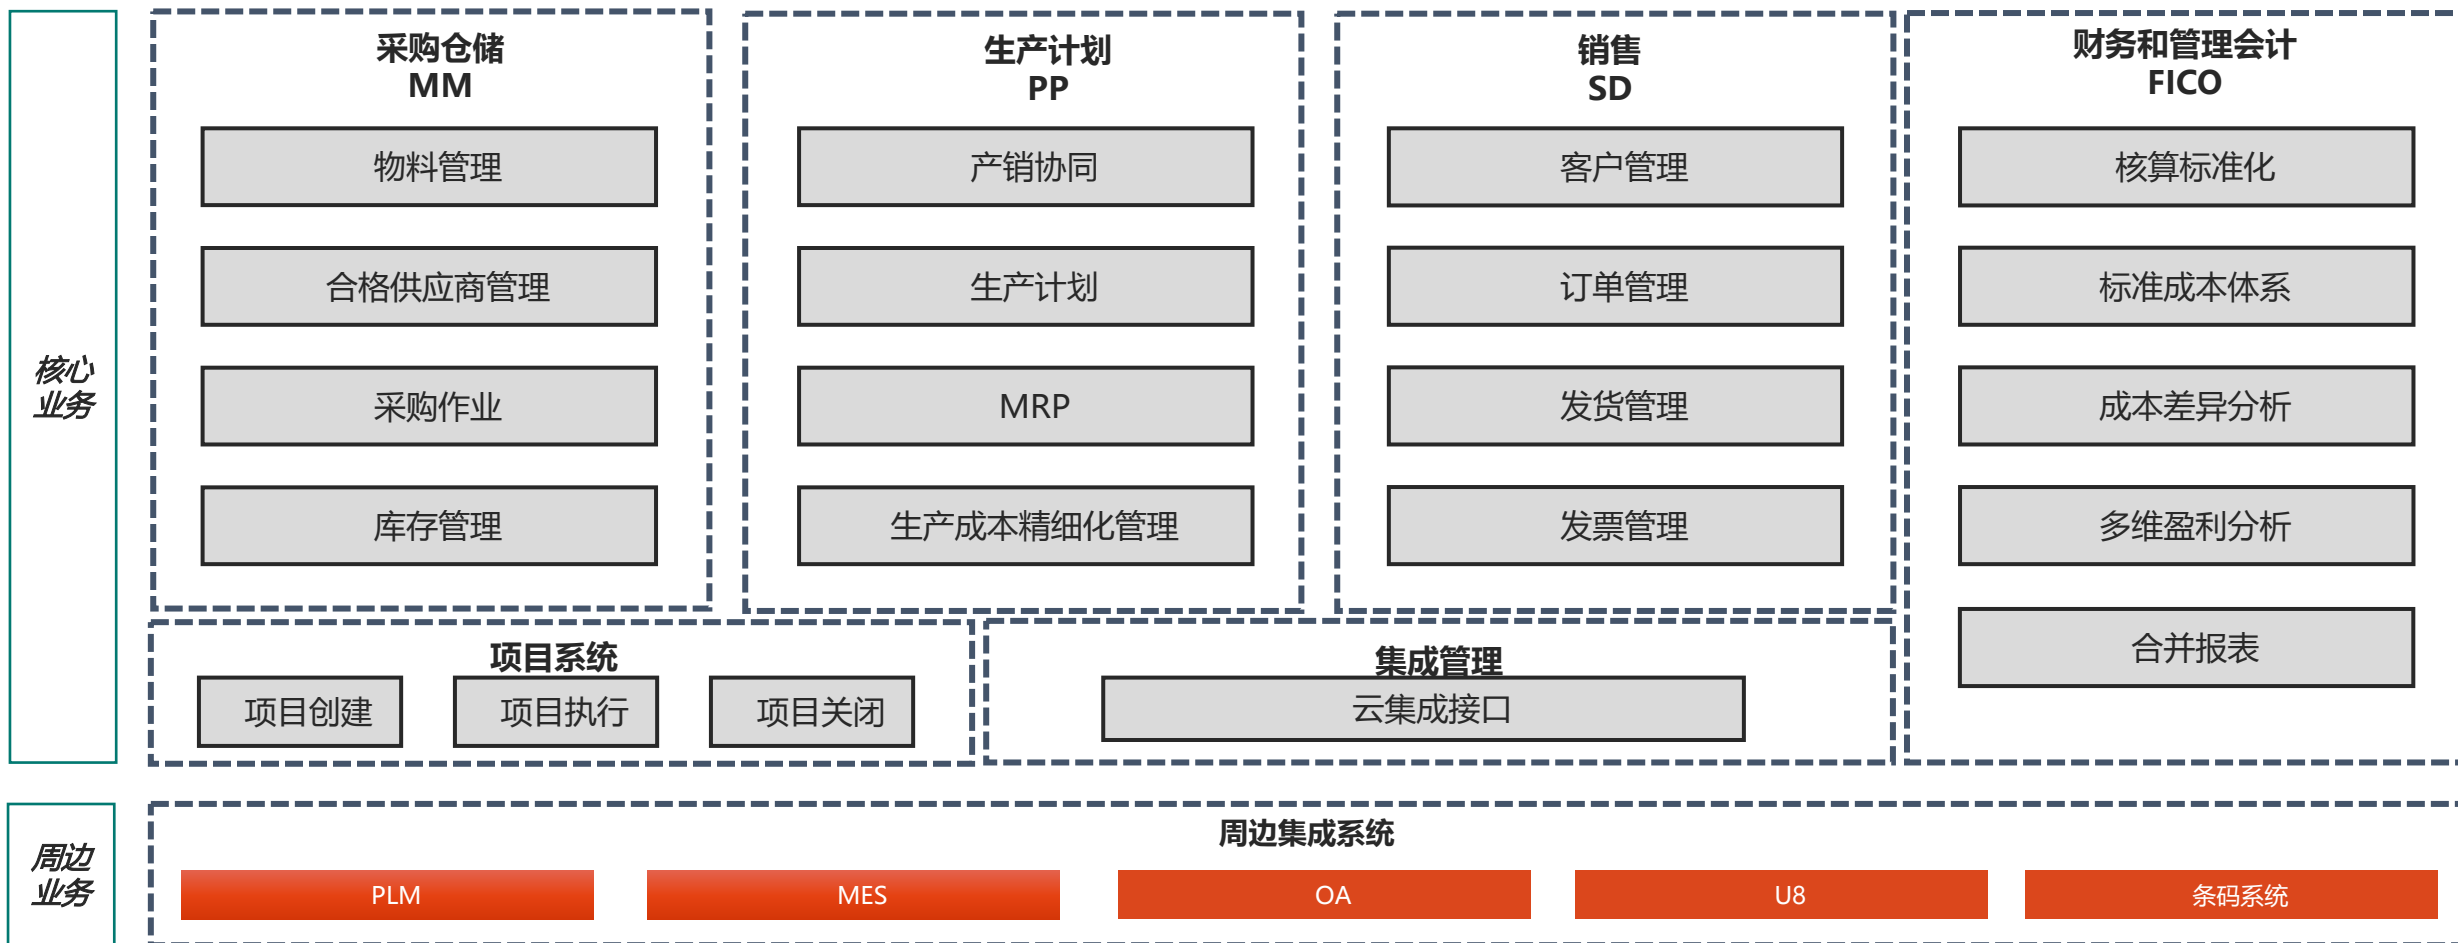 核心
业务
采购仓储
MM
物料管理
合格供应商管理
采购作业
库存管理
生产计划
PP
产销协同
生产计划
MRP
生产成本精细化管理
销售
SD
客户管理
订单管理
发货管理
发票管理
财务和管理会计
FICO
核算标准化
标准成本体系
成本差异分析
多维盈利分析
合并报表
项目系统
项目创建
项目执行
项目关闭
集成管理
云集成接口
周边
业务
周边集成系统
PLM
MES
OA
U8
条码系统